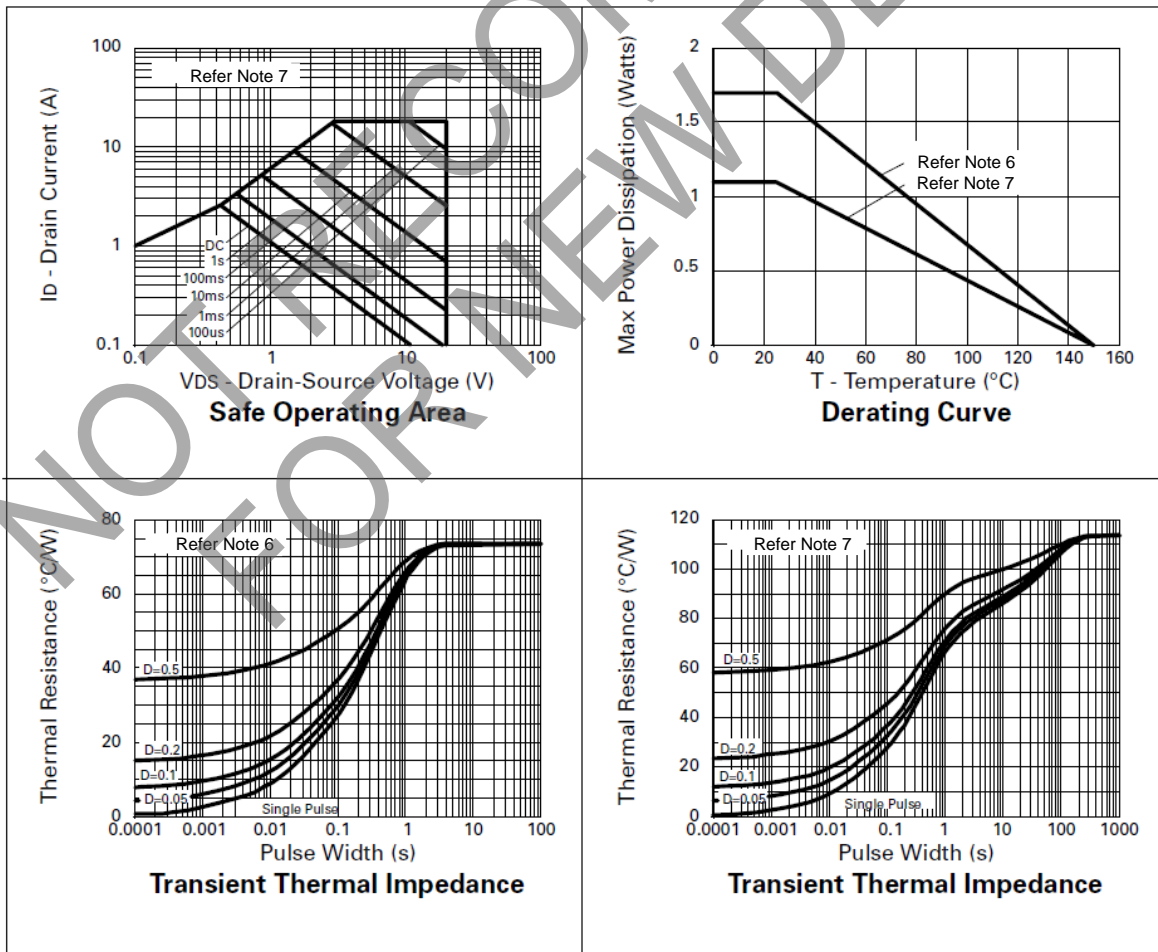 NOT RECOM
FOR NEW DE
100
10
1
0.1
ID - Drain Current (A)
Refer Note 7
DC
1s
100ms
10ms
1ms
100us
0.1
1
10
100
VDS - Drain-Source Voltage (V)
Safe Operating Area
2
1.5
1
0.5
0
Max Power Dissipation (Watts)
Refer Note 6
Refer Note 7
0
20
40
60
80
100
120
140
160
T - Temperature (°C)
Derating Curve
80
60
40
20
0
Thermal Resistance (°C/W)
Refer Note 6
D=0.5
D=0.2
D=0.1
D=0.05
Single Pulse
0.0001
0.001
0.01
0.1
1
10
100
Pulse Width (s)
Transient Thermal Impedance
120
100
80
60
40
20
0
Thermal Resistance (°C/W)
Refer Note 7
D=0.5
D=0.2
D=0.1
D=0.05
Single Pulse
0.0001
0.001
0.01
0.1
1
10
100
1000
Pulse Width (s)
Transient Thermal Impedance